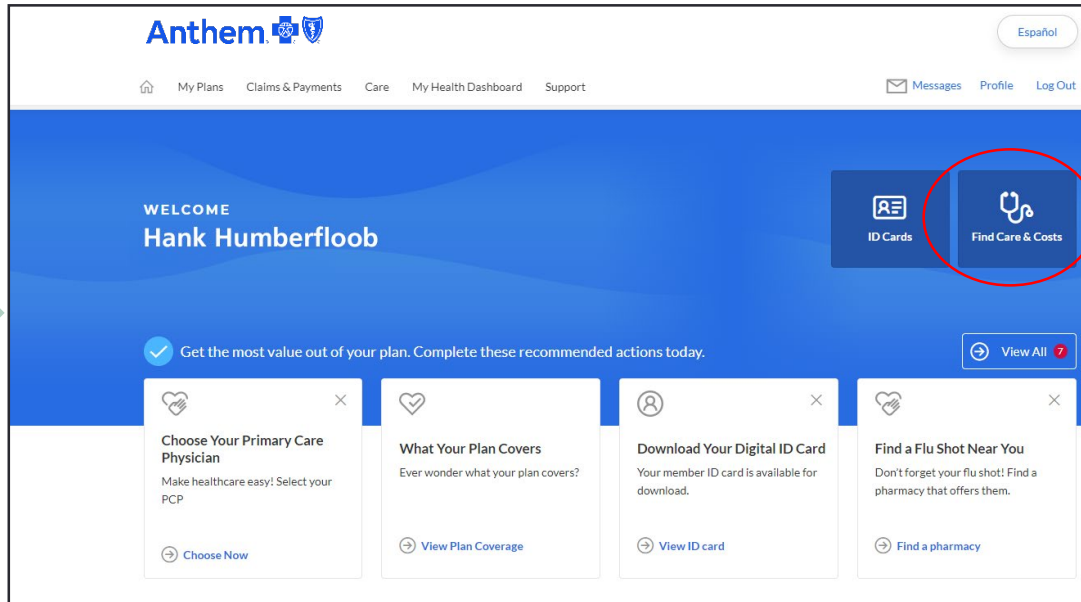 Anthem
Español
My Plans Claims & Payments Care My Health Dashboard Support Messages Profile Log Out
WELCOME
Hank Humberfloob
ID Cards
Find Care & Costs
Get the most value out of your plan. Complete these recommended actions today.
View All 7
Choose Your Primary Care
Physician
Make healthcare easy! Select your
PCP
Choose Now
What Your Plan Covers
Ever wonder what your plan covers?
View Plan Coverage
Download Your Digital ID Card
Your member ID card is available for
download.
View ID card
Find a Flu Shot Near You
Don't forget your flu shot! Find a
pharmacy that offers them.
Find a pharmacy